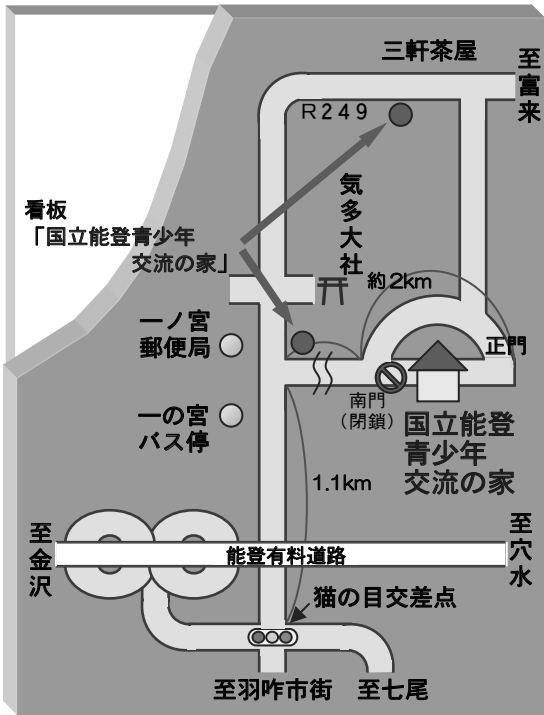 三軒茶屋
至富来
R249
看板
「国立能登青少年
交流の家」
気多大社
約2km
一ノ宮
郵便局
正門
南門
(閉鎖)
国立能登
青少年
交流の家
一の宮
バス停
1.1km
至金沢
能登有料道路
至穴水
猫の目交差点
至羽咋市街
至七尾